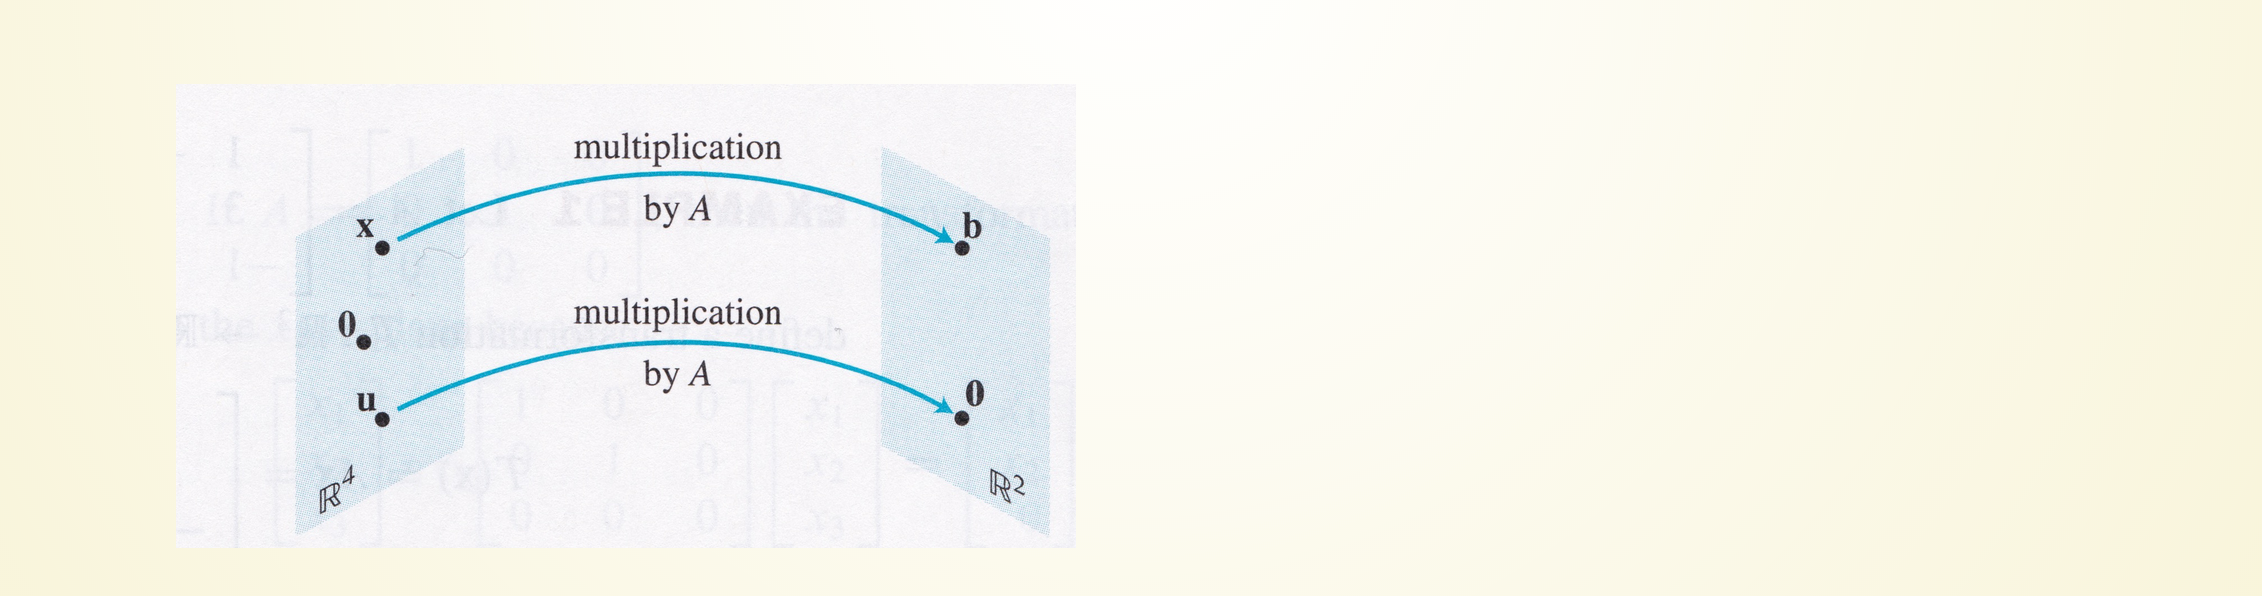 multiplication
by A
x
b
multiplication
by A
0
u
0
ℝ⁴
ℝ²